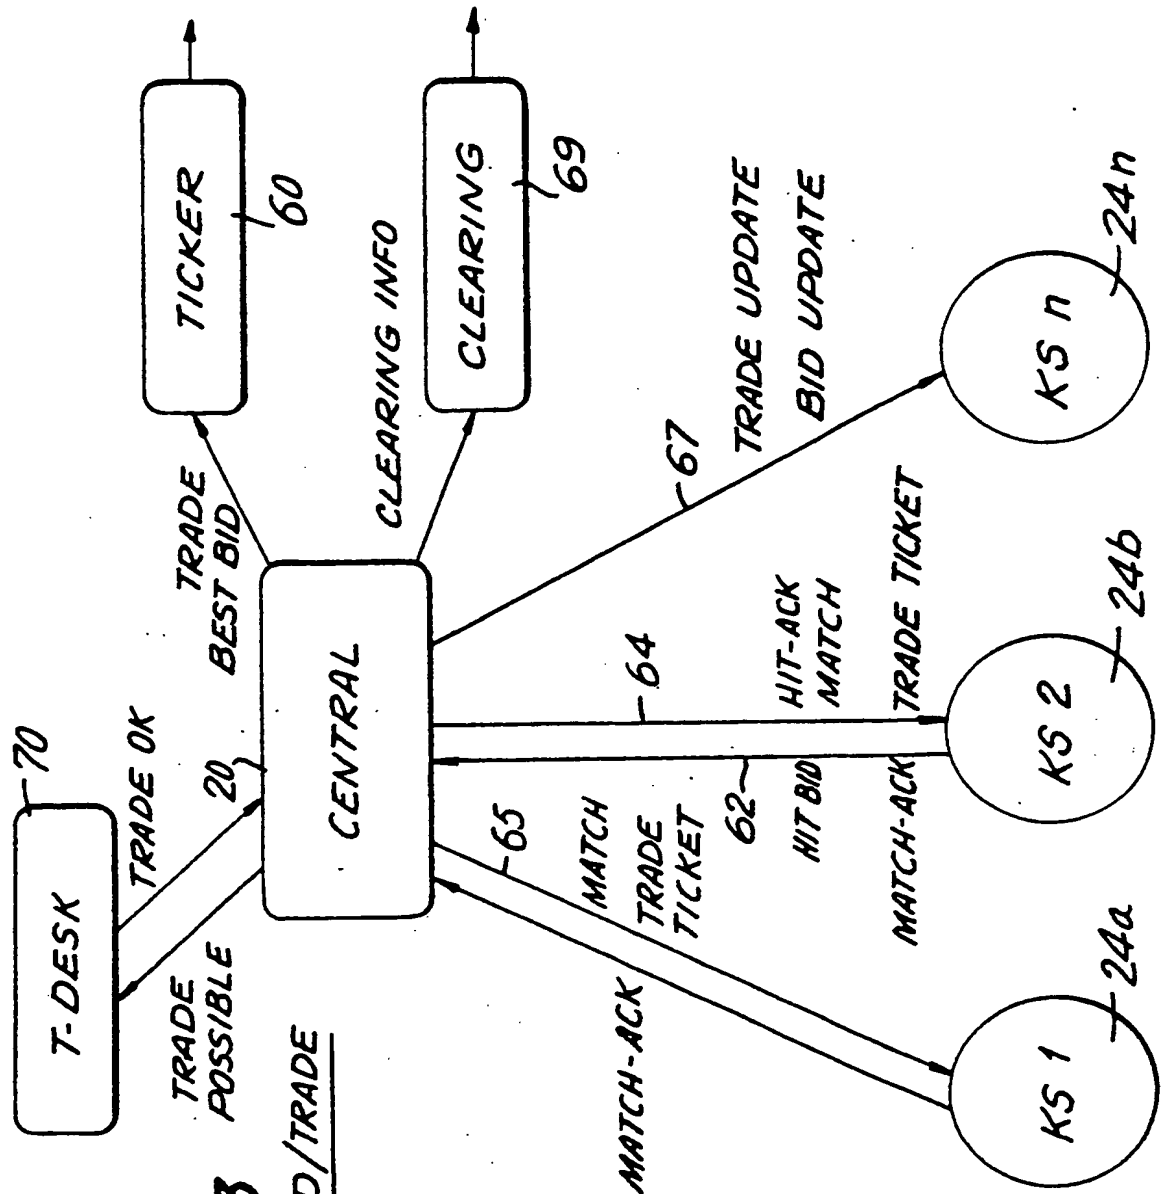 T-DESK
70
TRADE OK
TRADE
POSSIBLE
D/TRADE
3
20
CENTRAL
TRADE
BEST BID
TICKER
60
CLEARING INFO
CLEARING
69
65
MATCH
TRADE
TICKET
MATCH-ACK
62
HIT BID
MATCH-ACK
64
HIT-ACK
MATCH
TRADE TICKET
67
TRADE UPDATE
BID UPDATE
KS 1
24a
KS 2
24b
KS n
24n